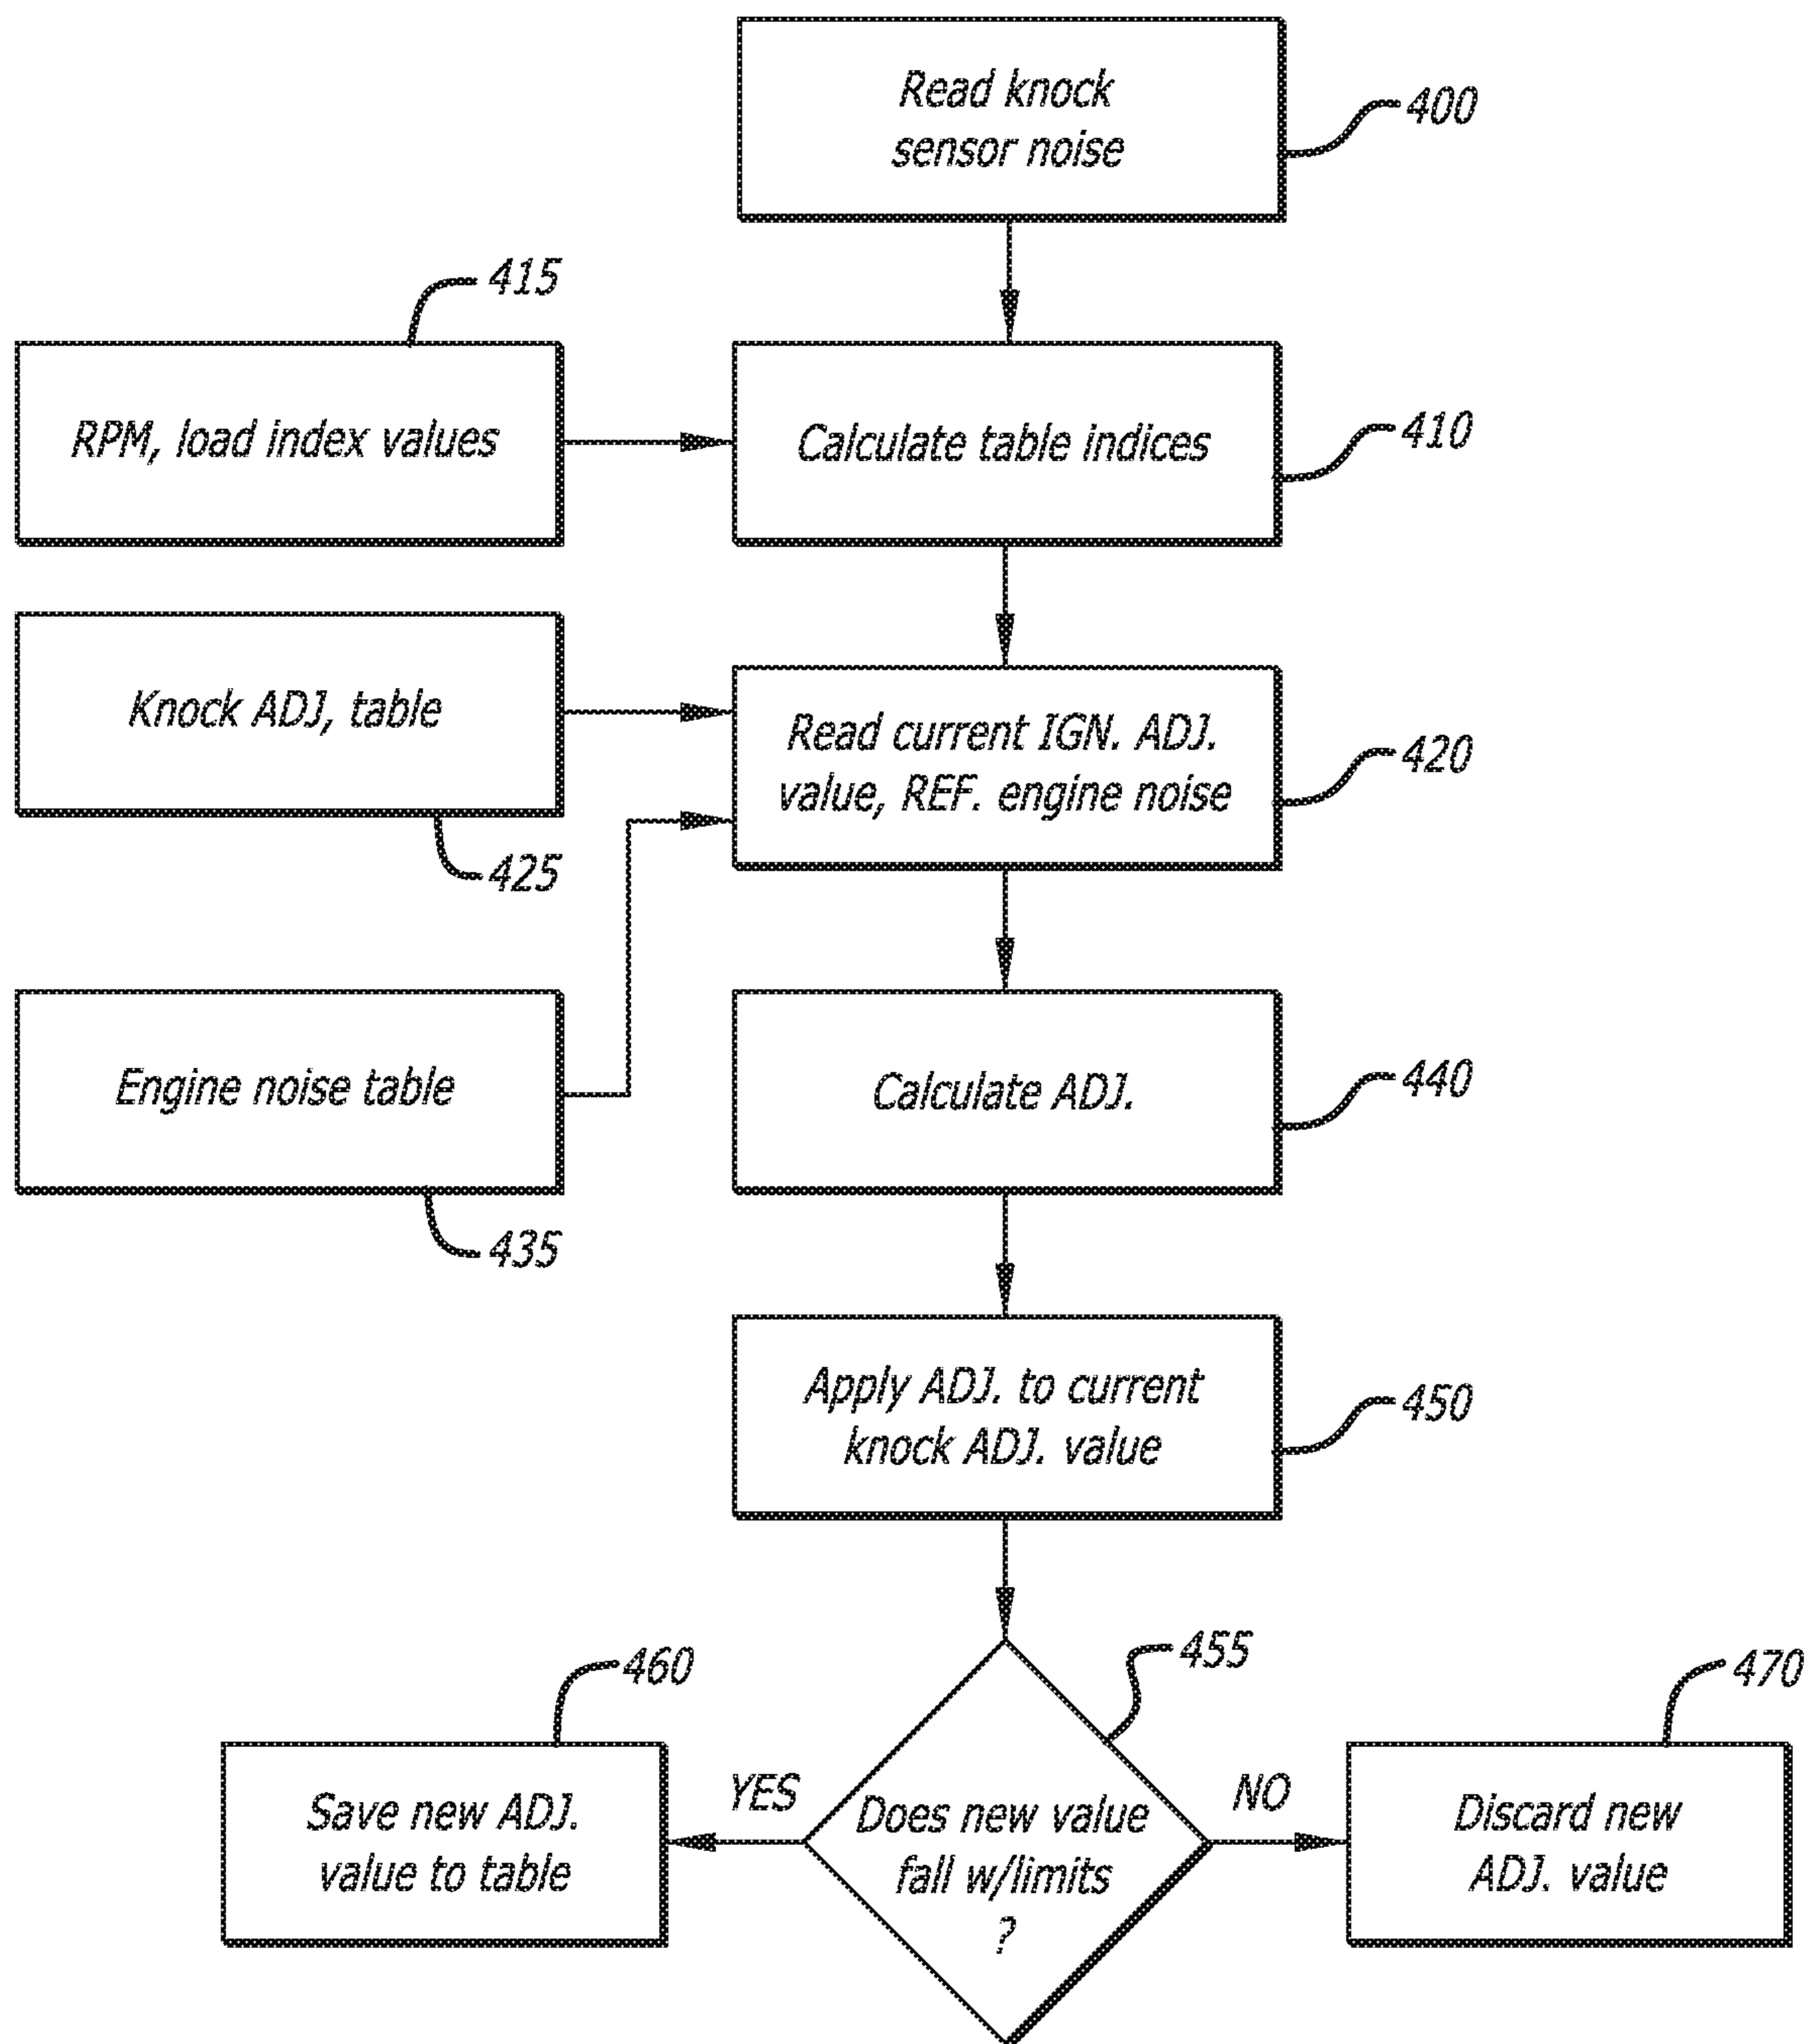 Read knock
sensor noise
400
415
RPM, load index values
Calculate table indices
410
Knock ADJ, table
425
Read current IGN. ADJ.
value, REF. engine noise
420
Engine noise table
435
Calculate ADJ.
440
Apply ADJ. to current
knock ADJ. value
450
455
460
Save new ADJ.
value to table
YES
Does new value
fall w/limits
?
NO
470
Discard new
ADJ. value